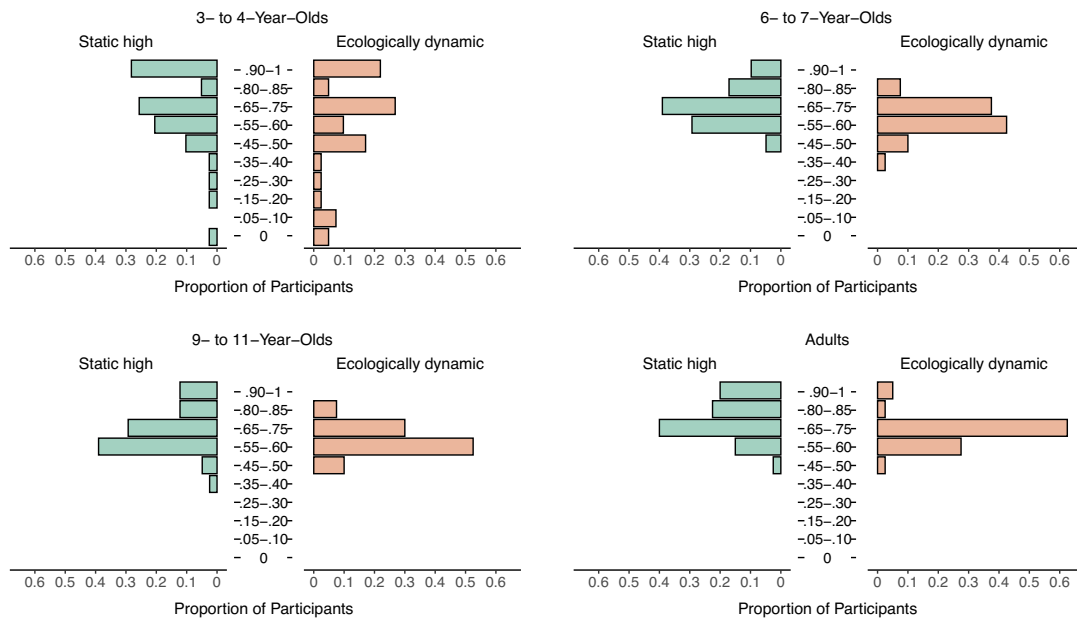 3− to 4−Year−Olds
Static high
Ecologically dynamic
.90−1
.80−.85
.65−.75
.55−.60
.45−.50
.35−.40
.25−.30
.15−.20
.05−.10
0
0.6 0.5 0.4 0.3 0.2 0.1 0
0 0.1 0.2 0.3 0.4 0.5 0.6
Proportion of Participants
6− to 7−Year−Olds
Static high
Ecologically dynamic
.90−1
.80−.85
.65−.75
.55−.60
.45−.50
.35−.40
.25−.30
.15−.20
.05−.10
0
0.6 0.5 0.4 0.3 0.2 0.1 0
0 0.1 0.2 0.3 0.4 0.5 0.6
Proportion of Participants
9− to 11−Year−Olds
Static high
Ecologically dynamic
.90−1
.80−.85
.65−.75
.55−.60
.45−.50
.35−.40
.25−.30
.15−.20
.05−.10
0
0.6 0.5 0.4 0.3 0.2 0.1 0
0 0.1 0.2 0.3 0.4 0.5 0.6
Proportion of Participants
Adults
Static high
Ecologically dynamic
.90−1
.80−.85
.65−.75
.55−.60
.45−.50
.35−.40
.25−.30
.15−.20
.05−.10
0
0.6 0.5 0.4 0.3 0.2 0.1 0
0 0.1 0.2 0.3 0.4 0.5 0.6
Proportion of Participants